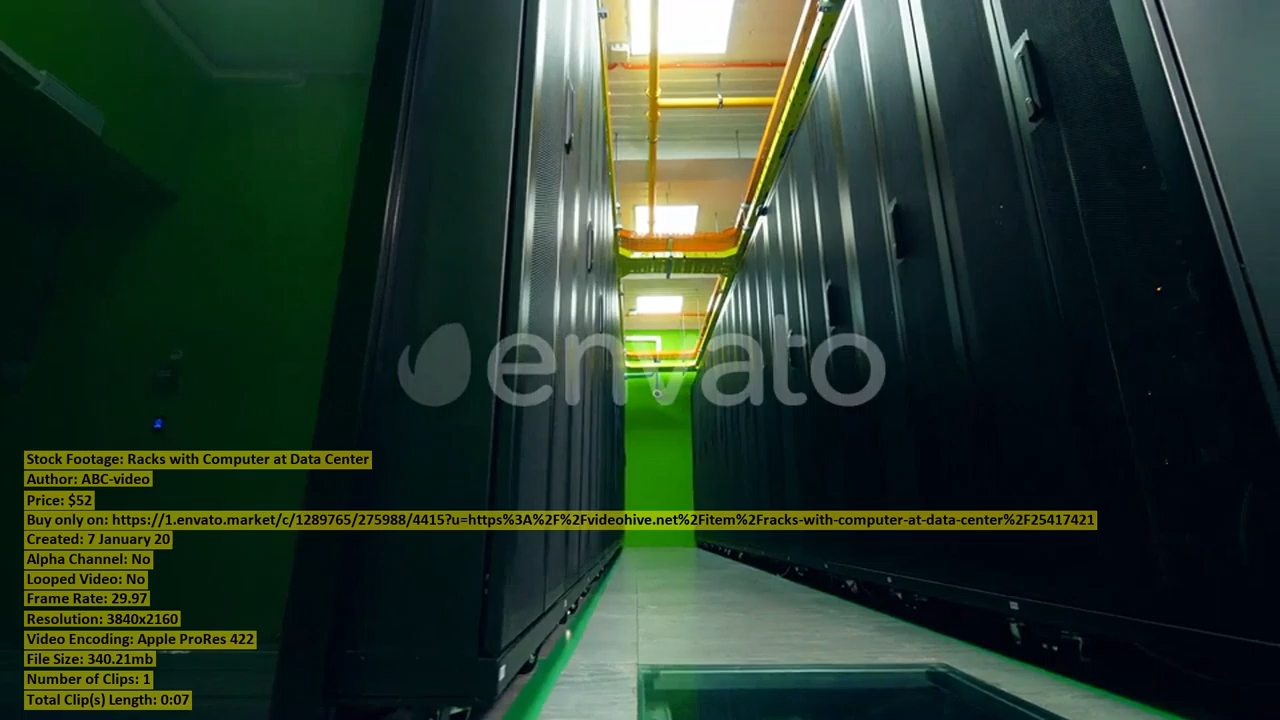 envato
Stock Footage: Racks with Computer at Data Center
Author: ABC-video
Price: $52
Buy only on: https://1.envato.market/c/1289765/275988/4415?u=https%3A%2F%2Fvideohive.net%2Fitem%2Fracks-with-computer-at-data-center%2F25417421
Created: 7 January 20
Alpha Channel: No
Looped Video: No
Frame Rate: 29.97
Resolution: 3840x2160
Video Encoding: Apple ProRes 422
File Size: 340.21mb
Number of Clips: 1
Total Clip(s) Length: 0:07